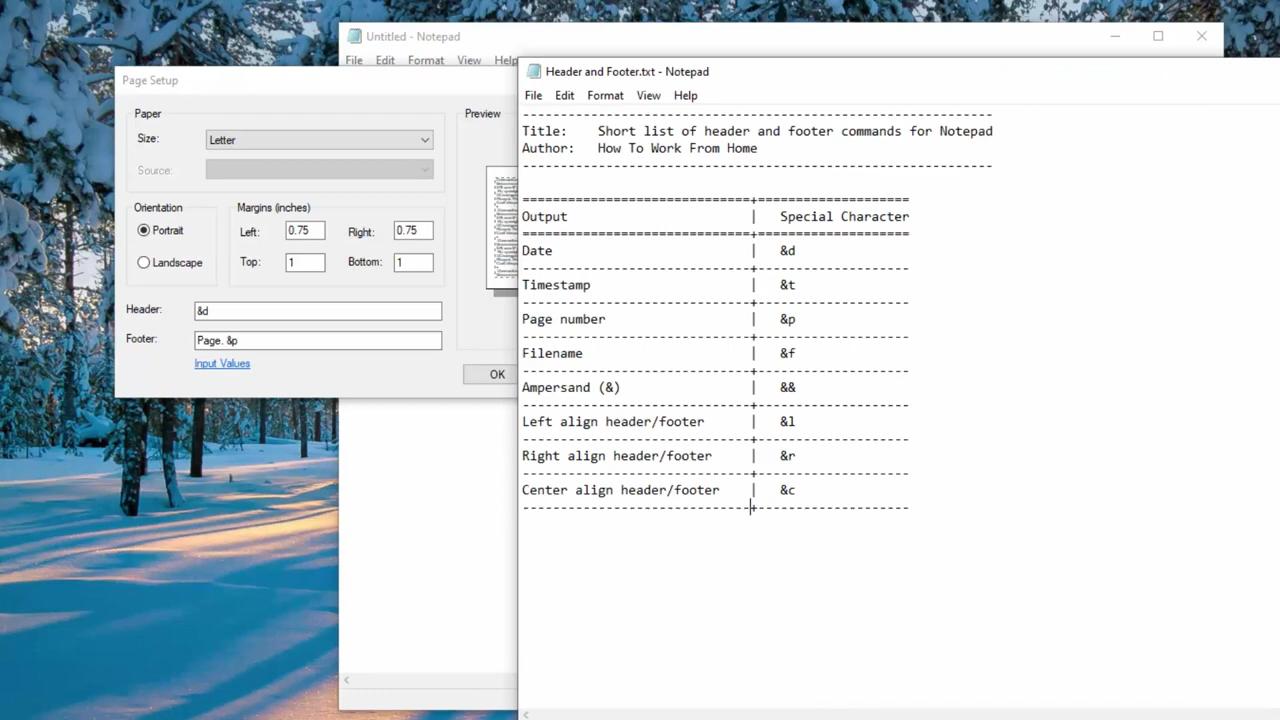 Untitled - Notepad
File Edit Format View Help
Page Setup
Paper
Size: Letter
Source:
Orientation
Portrait
Landscape
Margins (inches)
Left: 0.75 Right: 0.75
Top: 1 Bottom: 1
Header: &d
Footer: Page. &p
Input Values
Preview
OK
Header and Footer.txt - Notepad
File Edit Format View Help
---------------------------------------------------------------
Title: Short list of header and footer commands for Notepad
Author: How To Work From Home
---------------------------------------------------------------
==============================+====================
Output | Special Character
==============================+====================
Date | &d
------------------------------+--------------------
Timestamp | &t
------------------------------+--------------------
Page number | &p
------------------------------+--------------------
Filename | &f
------------------------------+--------------------
Ampersand (&) | &&
------------------------------+--------------------
Left align header/footer | &l
------------------------------+--------------------
Right align header/footer | &r
------------------------------+--------------------
Center align header/footer | &c
------------------------------+--------------------